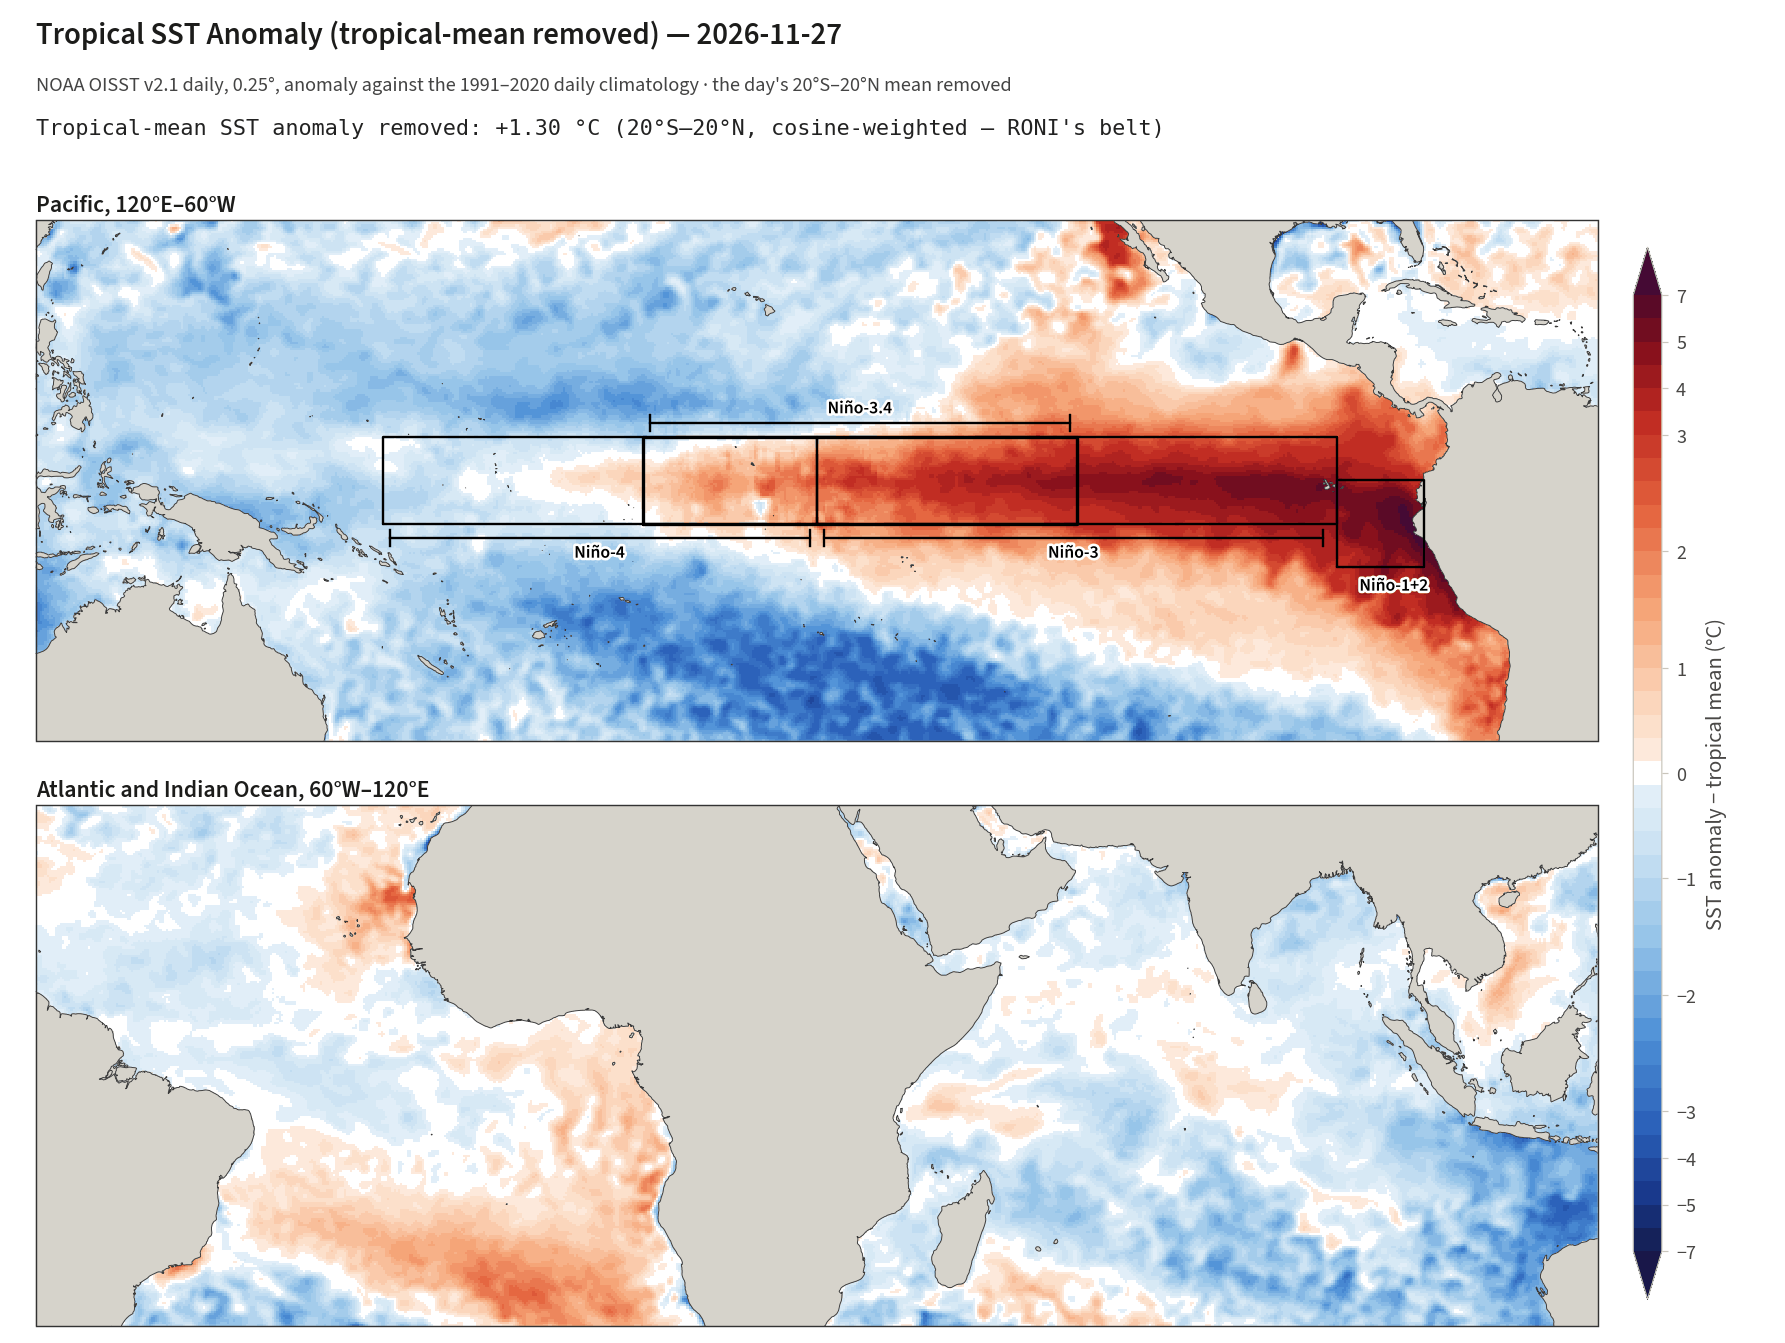 Tropical SST Anomaly (tropical-mean removed) — 2026-11-27
NOAA OISST v2.1 daily, 0.25°, anomaly against the 1991–2020 daily climatology · the day's 20°S–20°N mean removed
Tropical-mean SST anomaly removed: +1.30 °C (20°S–20°N, cosine-weighted — RONI's belt)
Pacific, 120°E–60°W
Niño-3.4
Niño-4
Niño-3
Niño-1+2
Atlantic and Indian Ocean, 60°W–120°E
7
5
4
3
2
1
0
−1
−2
−3
−4
−5
−7
SST anomaly − tropical mean (°C)